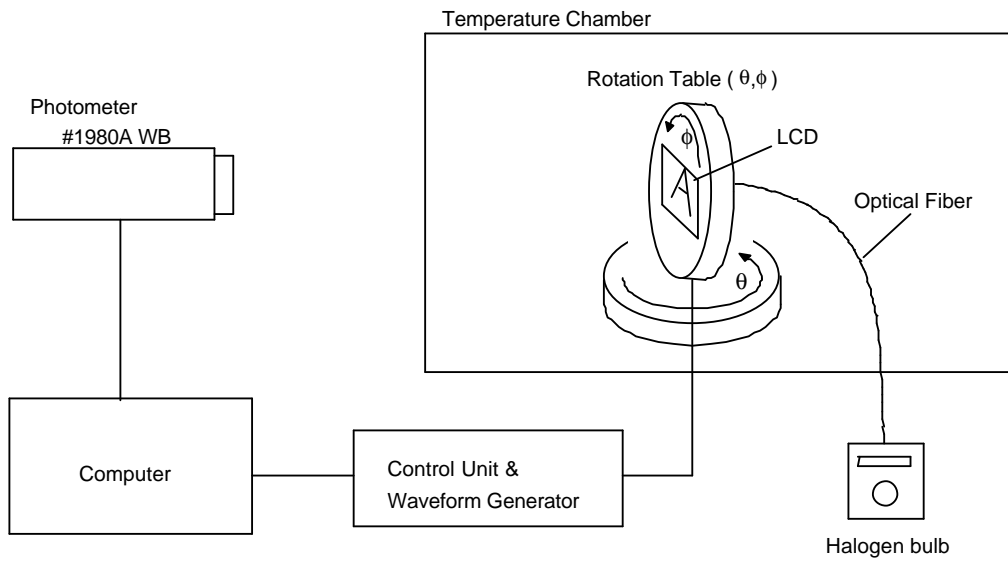 Temperature Chamber
Rotation Table ( θ,ϕ )
Photometer
#1980A WB
ϕ
LCD
A
Optical Fiber
θ
Computer
Control Unit &
Waveform Generator
Halogen bulb